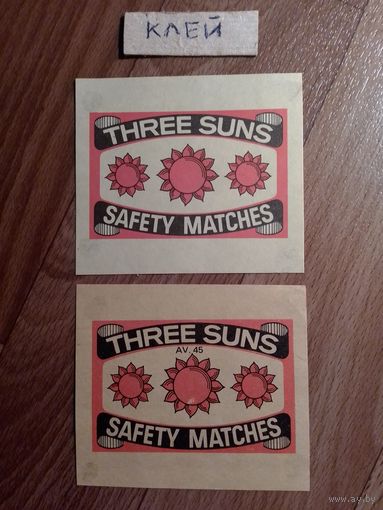 КЛЕЙ
THREE SUNS
SAFETY MATCHES
THREE SUNS
AV. 45
SAFETY MATCHES
www.ay.by